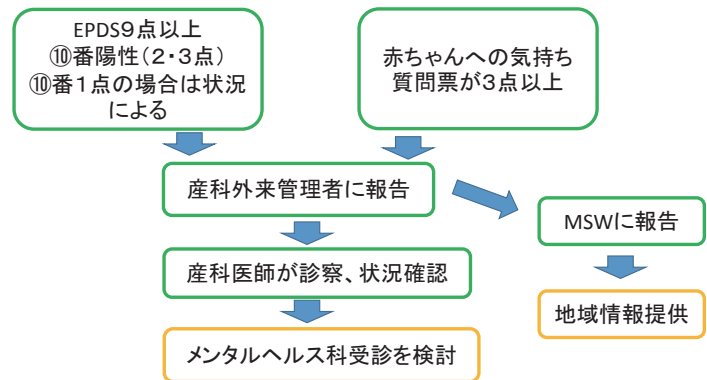 EPDS9点以上
⑩番陽性(2・3点)
⑩番1点の場合は状況
による
赤ちゃんへの気持ち
質問票が3点以上
産科外来管理者に報告
MSWに報告
産科医師が診察、状況確認
地域情報提供
メンタルヘルス科受診を検討